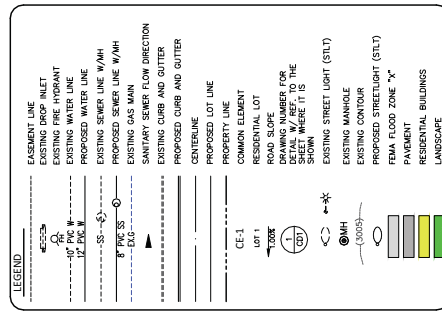 LEGEND
EASEMENT LINE
EXISTING DROP INLET
FH EXISTING FIRE HYDRANT
10" PVC W EXISTING WATER LINE
12" PVC W PROPOSED WATER LINE
SS EXISTING SEWER LINE W/MH
8" PVC SS PROPOSED SEWER LINE W/MH
EX.G EXISTING GAS MAIN
SANITARY SEWER FLOW DIRECTION
EXISTING CURB AND GUTTER
PROPOSED CURB AND GUTTER
CENTERLINE
PROPOSED LOT LINE
PROPERTY LINE
CE-1 COMMON ELEMENT
LOT 1 RESIDENTIAL LOT
1.00% ROAD SLOPE
1 DRAWING NUMBER FOR
CD1 DETAIL W/ REF. TO THE
SHEET WHERE IT IS
SHOWN
EXISTING STREET LIGHT (STLT)
MH EXISTING MANHOLE
(3005) EXISTING CONTOUR
PROPOSED STREETLIGHT (STLT)
FEMA FLOOD ZONE "X"
PAVEMENT
RESIDENTIAL BUILDINGS
LANDSCAPE